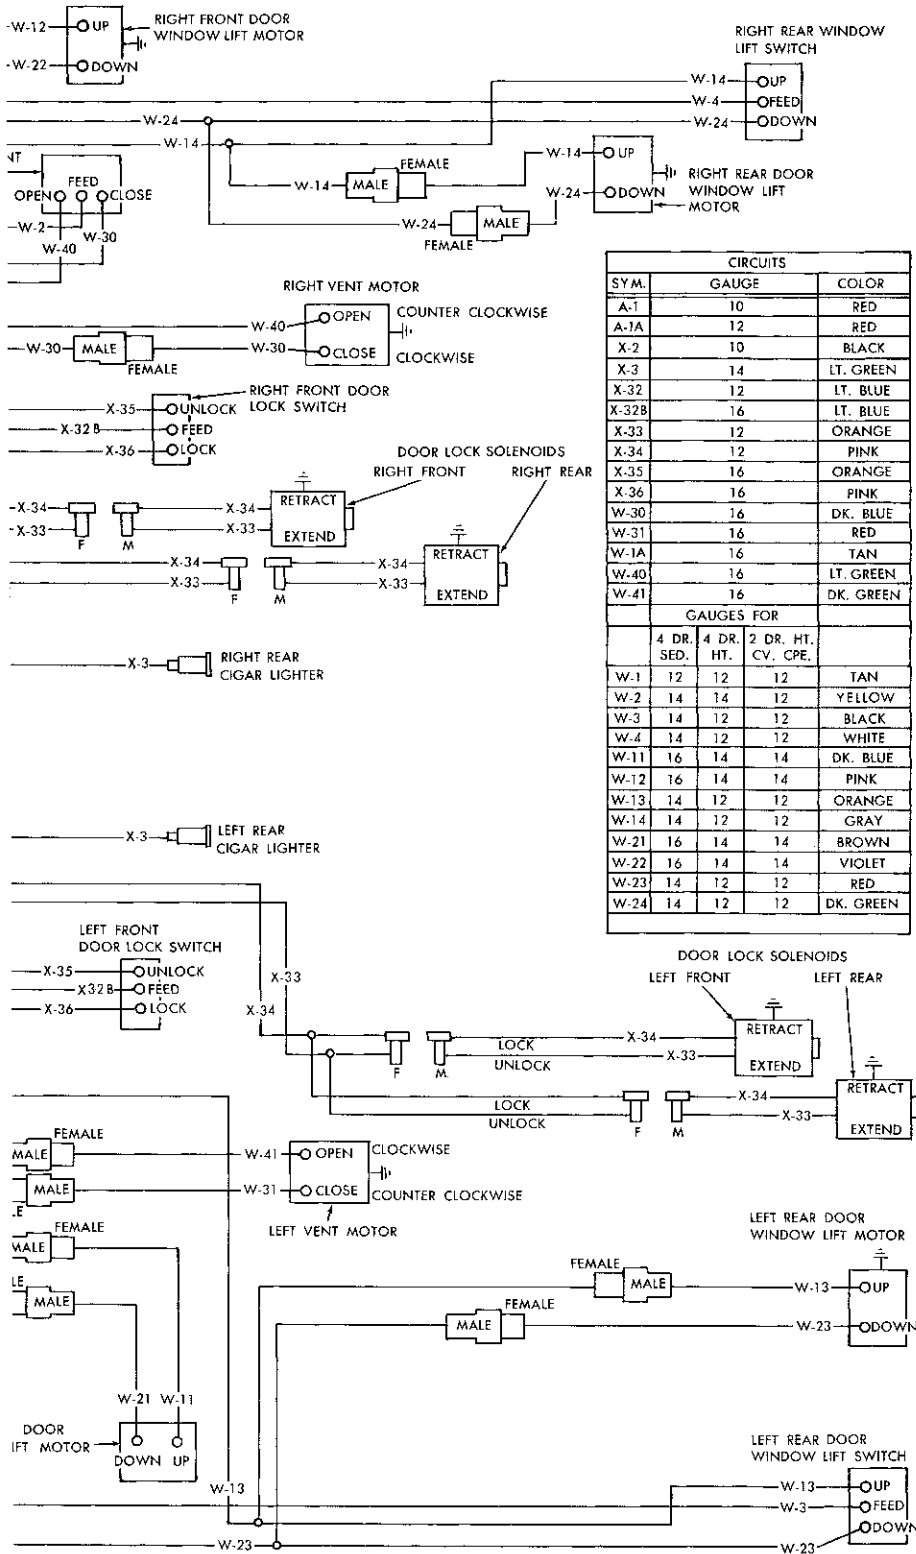 W-12
UP
RIGHT FRONT DOOR
WINDOW LIFT MOTOR
W-22
DOWN
RIGHT REAR WINDOW
LIFT SWITCH
W-14
UP
W-4
FEED
W-24
DOWN
W-24
W-14
NT
FEED
OPEN
CLOSE
W-2
W-30
W-40
FEMALE
W-14
MALE
W-14
UP
W-24
MALE
FEMALE
W-24
DOWN
RIGHT REAR DOOR
WINDOW LIFT
MOTOR
RIGHT VENT MOTOR
W-40
OPEN
COUNTER CLOCKWISE
W-30
MALE
FEMALE
W-30
CLOSE
CLOCKWISE
RIGHT FRONT DOOR
LOCK SWITCH
X-35
UNLOCK
X-32B
FEED
X-36
LOCK
DOOR LOCK SOLENOIDS
RIGHT FRONT
RIGHT REAR
X-34
X-33
F
M
X-34
X-33
RETRACT
EXTEND
X-34
X-33
F
M
X-34
X-33
RETRACT
EXTEND
CIRCUITS
SYM. GAUGE COLOR
A-1 10 RED
A-1A 12 RED
X-2 10 BLACK
X-3 14 LT. GREEN
X-32 12 LT. BLUE
X-32B 16 LT. BLUE
X-33 12 ORANGE
X-34 12 PINK
X-35 16 ORANGE
X-36 16 PINK
W-30 16 DK. BLUE
W-31 16 RED
W-1A 16 TAN
W-40 16 LT. GREEN
W-41 16 DK. GREEN
GAUGES FOR
4 DR. 4 DR. 2 DR. HT.
SED. HT. CV. CPE.
W-1 12 12 12 TAN
W-2 14 14 12 YELLOW
W-3 14 12 12 BLACK
W-4 14 12 12 WHITE
W-11 16 14 14 DK. BLUE
W-12 16 14 14 PINK
W-13 14 12 12 ORANGE
W-14 14 12 12 GRAY
W-21 16 14 14 BROWN
W-22 16 14 14 VIOLET
W-23 14 12 12 RED
W-24 14 12 12 DK. GREEN
X-3
RIGHT REAR
CIGAR LIGHTER
X-3
LEFT REAR
CIGAR LIGHTER
LEFT FRONT
DOOR LOCK SWITCH
X-35
UNLOCK
X32B
FEED
X-36
LOCK
X-33
X-34
DOOR LOCK SOLENOIDS
LEFT FRONT
LEFT REAR
F
M
LOCK
UNLOCK
X-34
X-33
RETRACT
EXTEND
LOCK
UNLOCK
F
M
X-34
X-33
RETRACT
EXTEND
FEMALE
MALE
W-41
OPEN
CLOCKWISE
MALE
LE
W-31
CLOSE
COUNTER CLOCKWISE
LEFT VENT MOTOR
FEMALE
MALE
LE
MALE
W-21
W-11
DOOR
IFT MOTOR
DOWN
UP
LEFT REAR DOOR
WINDOW LIFT MOTOR
FEMALE
MALE
W-13
UP
FEMALE
MALE
W-23
DOWN
LEFT REAR DOOR
WINDOW LIFT SWITCH
W-13
W-13
UP
W-3
FEED
W-23
W-23
DOWN